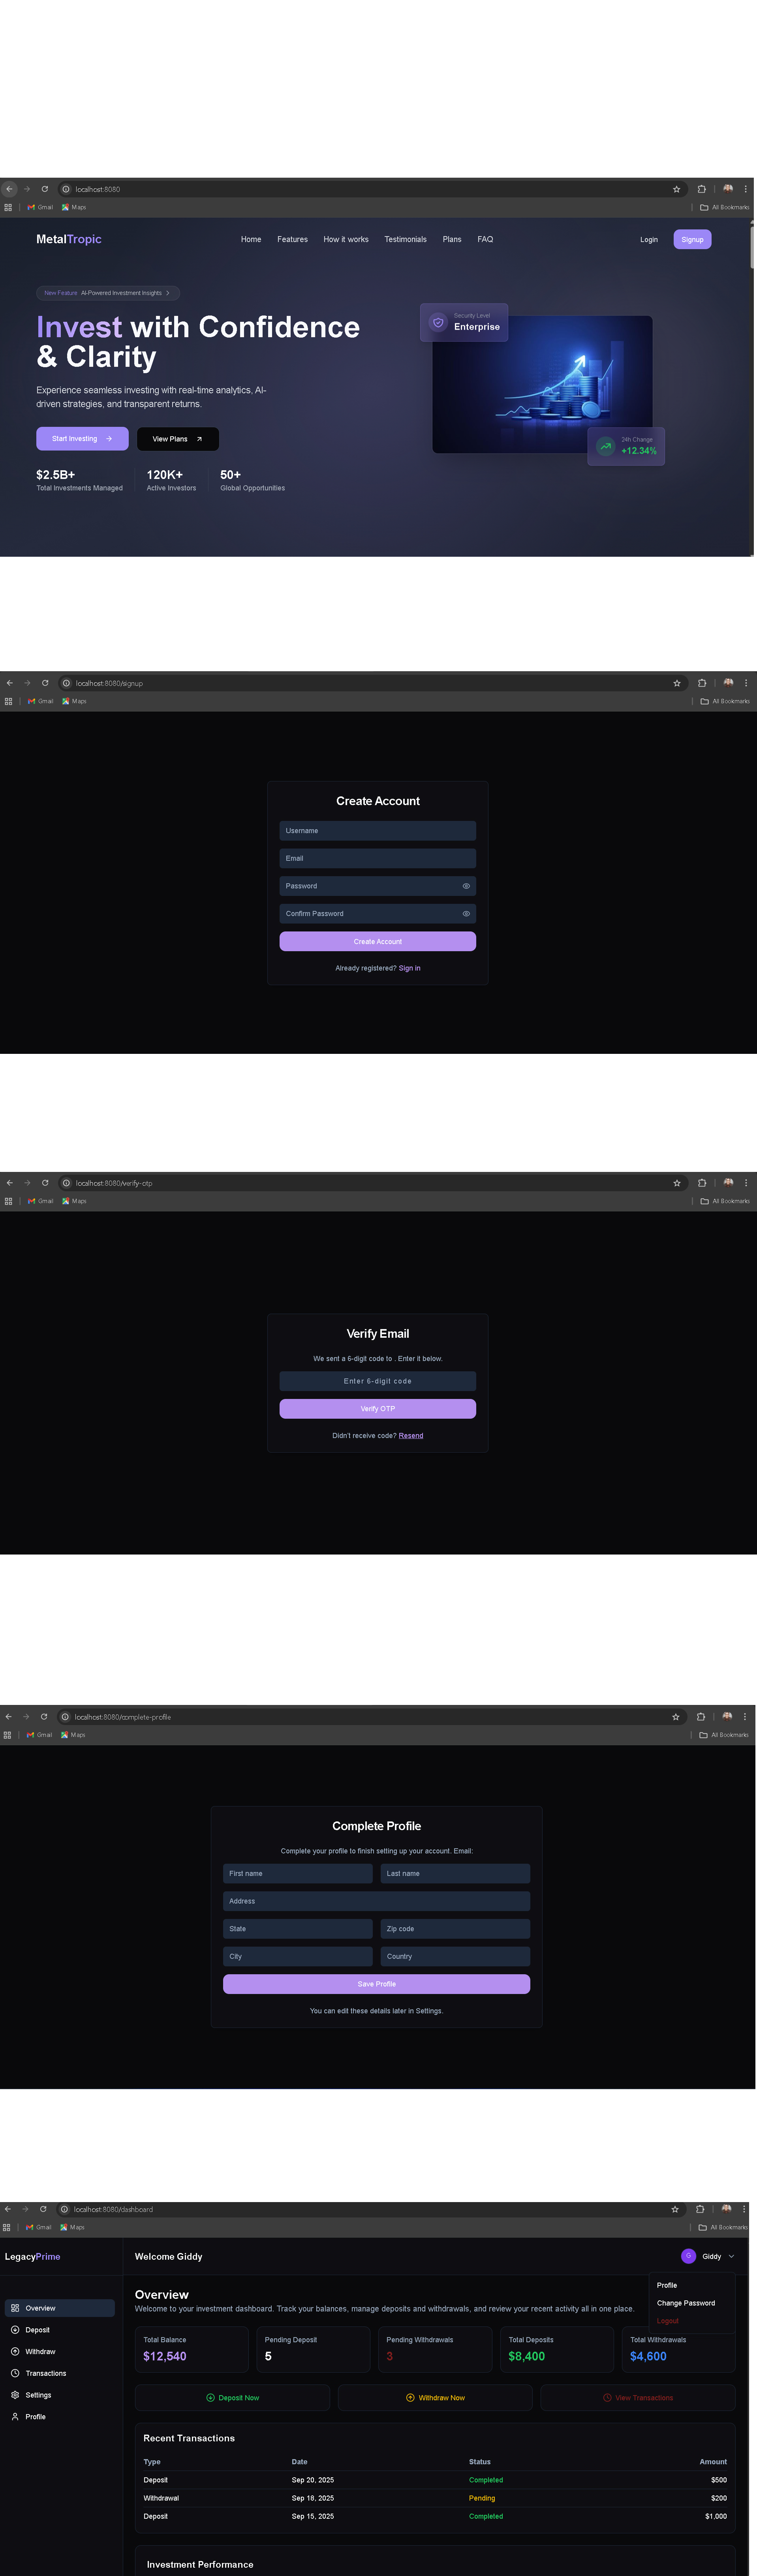 localhost:8080
Gmail
Maps
All Bookmarks
MetalTropic
Home
Features
How it works
Testimonials
Plans
FAQ
Login
Signup
New Feature AI-Powered Investment Insights
Invest with Confidence
& Clarity
Experience seamless investing with real-time analytics, AI-
driven strategies, and transparent returns.
Start Investing
View Plans
$2.5B+
Total Investments Managed
120K+
Active Investors
50+
Global Opportunities
Security Level
Enterprise
24h Change
+12.34%
localhost:8080/signup
Gmail
Maps
All Bookmarks
Create Account
Username
Email
Password
Confirm Password
Create Account
Already registered? Sign in
localhost:8080/verify-otp
Gmail
Maps
All Bookmarks
Verify Email
We sent a 6-digit code to . Enter it below.
Enter 6-digit code
Verify OTP
Didn't receive code? Resend
localhost:8080/complete-profile
Gmail
Maps
All Bookmarks
Complete Profile
Complete your profile to finish setting up your account. Email:
First name
Last name
Address
State
Zip code
City
Country
Save Profile
You can edit these details later in Settings.
localhost:8080/dashboard
Gmail
Maps
All Bookmarks
LegacyPrime
Welcome Giddy
G
Giddy
Profile
Change Password
Logout
Overview
Deposit
Withdraw
Transactions
Settings
Profile
Overview
Welcome to your investment dashboard. Track your balances, manage deposits and withdrawals, and review your recent activity all in one place.
Total Balance
$12,540
Pending Deposit
5
Pending Withdrawals
3
Total Deposits
$8,400
Total Withdrawals
$4,600
Deposit Now
Withdraw Now
View Transactions
Recent Transactions
Type Date Status Amount
Deposit Sep 20, 2025 Completed $500
Withdrawal Sep 18, 2025 Pending $200
Deposit Sep 15, 2025 Completed $1,000
Investment Performance